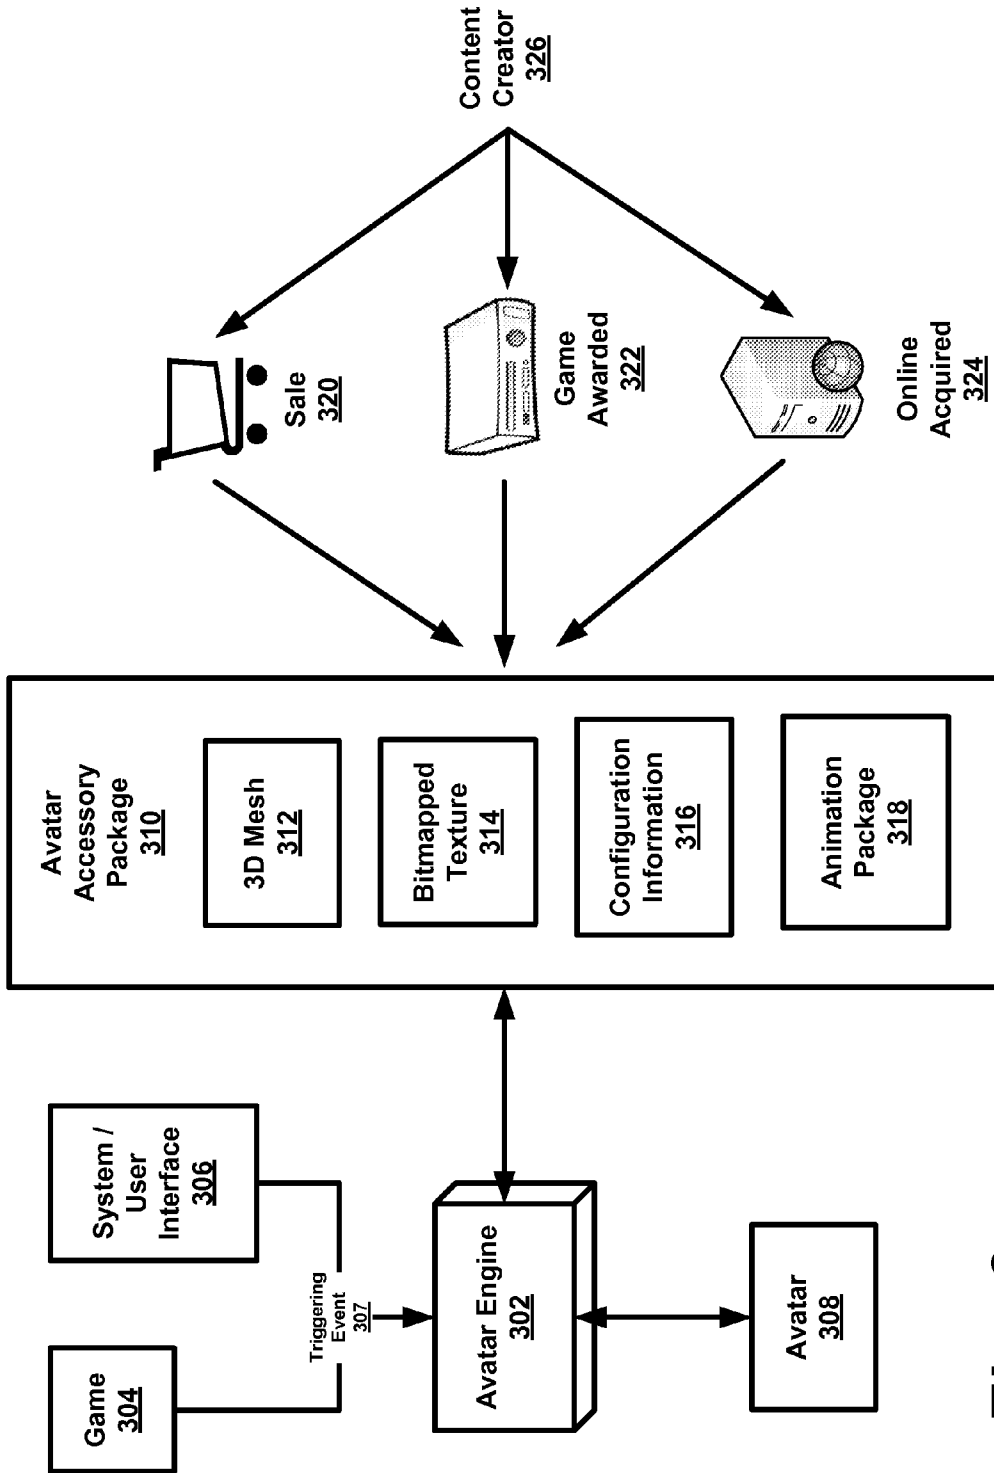 Game
304
System /
User
Interface
306
Triggering
Event
307
Avatar Engine
302
Avatar
308
Avatar
Accessory
Package
310
3D Mesh
312
Bitmapped
Texture
314
Configuration
Information
316
Animation
Package
318
Sale
320
Game
Awarded
322
Online
Acquired
324
Content
Creator
326